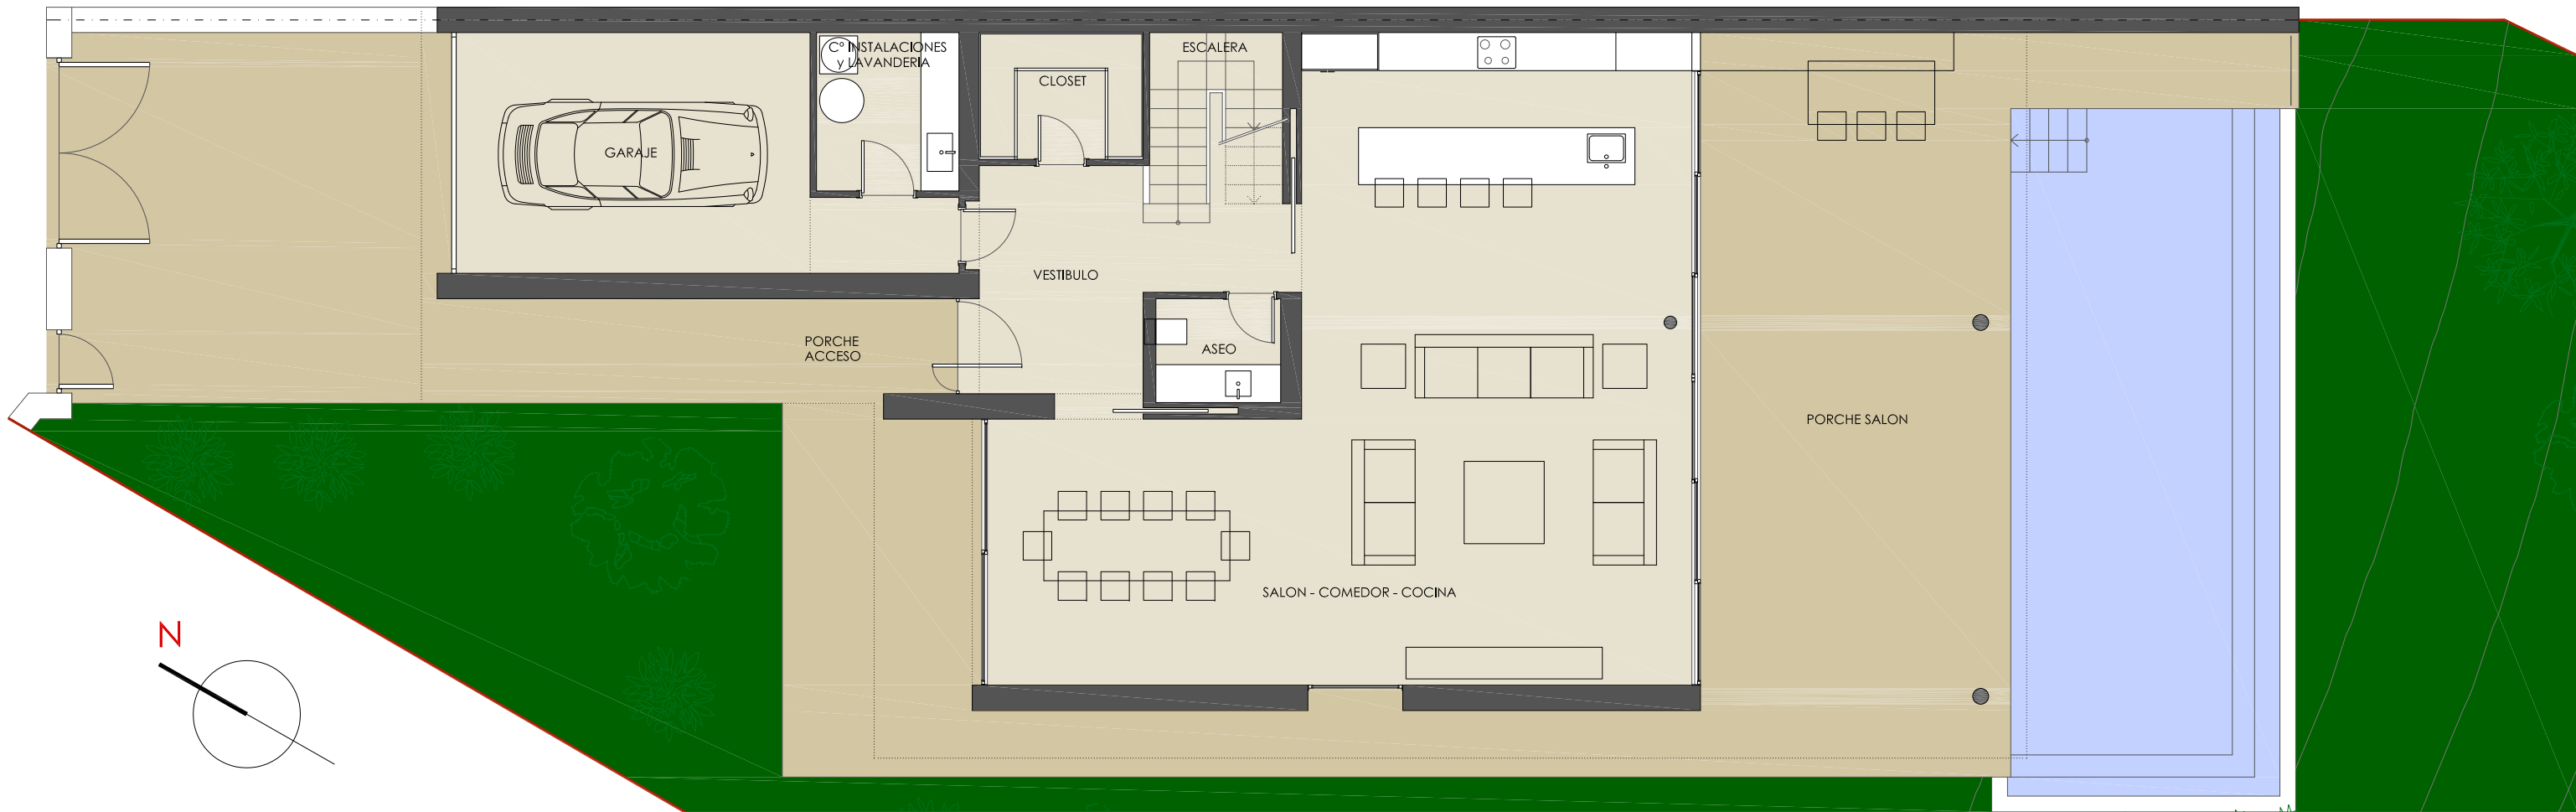 Cº INSTALACIONES
y LAVANDERIA
ESCALERA
CLOSET
GARAJE
VESTIBULO
PORCHE
ACCESO
ASEO
PORCHE SALON
SALON - COMEDOR - COCINA
N